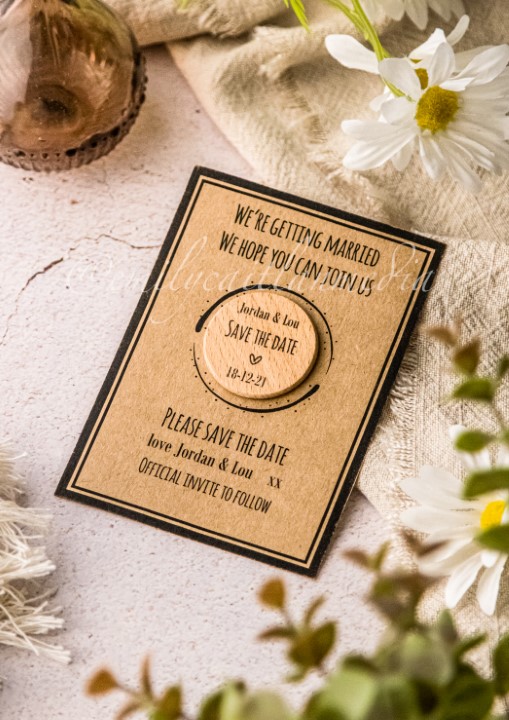 WE'RE GETTING MARRIED
WE HOPE YOU CAN JOIN US
Jordan & Lou
SAVE THE DATE
18-12-21
PLEASE SAVE THE DATE
love Jordan & Lou xx
OFFICIAL INVITE TO FOLLOW